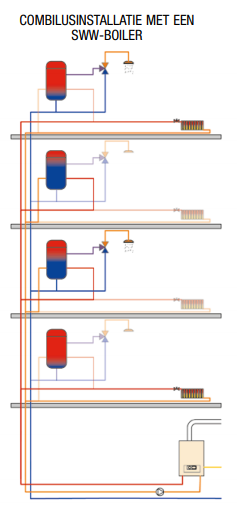 COMBILUSINSTALLATIE MET EEN
SWW-BOILER